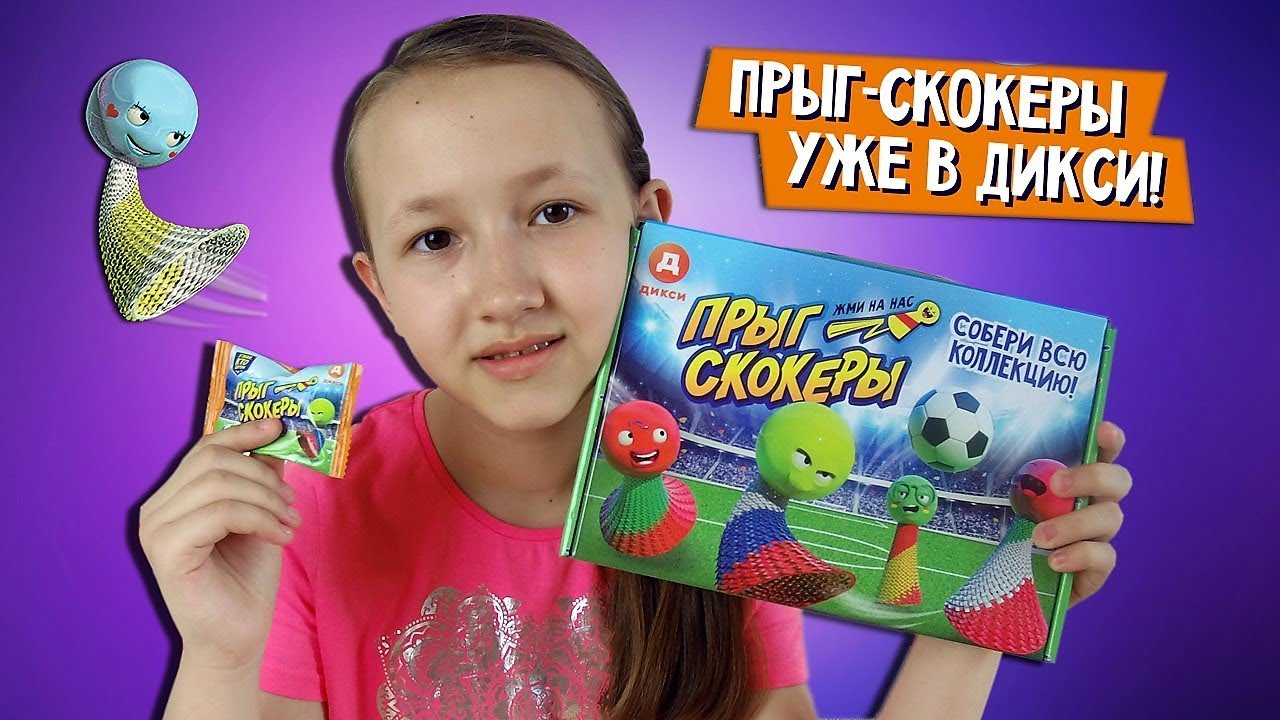 ПРЫГ-СКОКЕРЫ
УЖЕ В ДИКСИ!
Д
ДИКСИ
ПРЫГ
СКОКЕРЫ
ЖМИ НА НАС
СОБЕРИ ВСЮ
КОЛЛЕКЦИЮ!
Д
ПРЫГ
СКОКЕРЫ